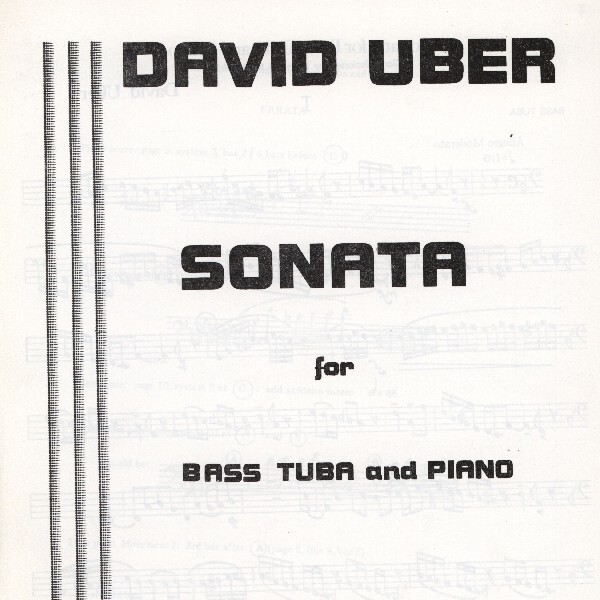 DAVID UBER
SONATA
for
BASS TUBA and PIANO